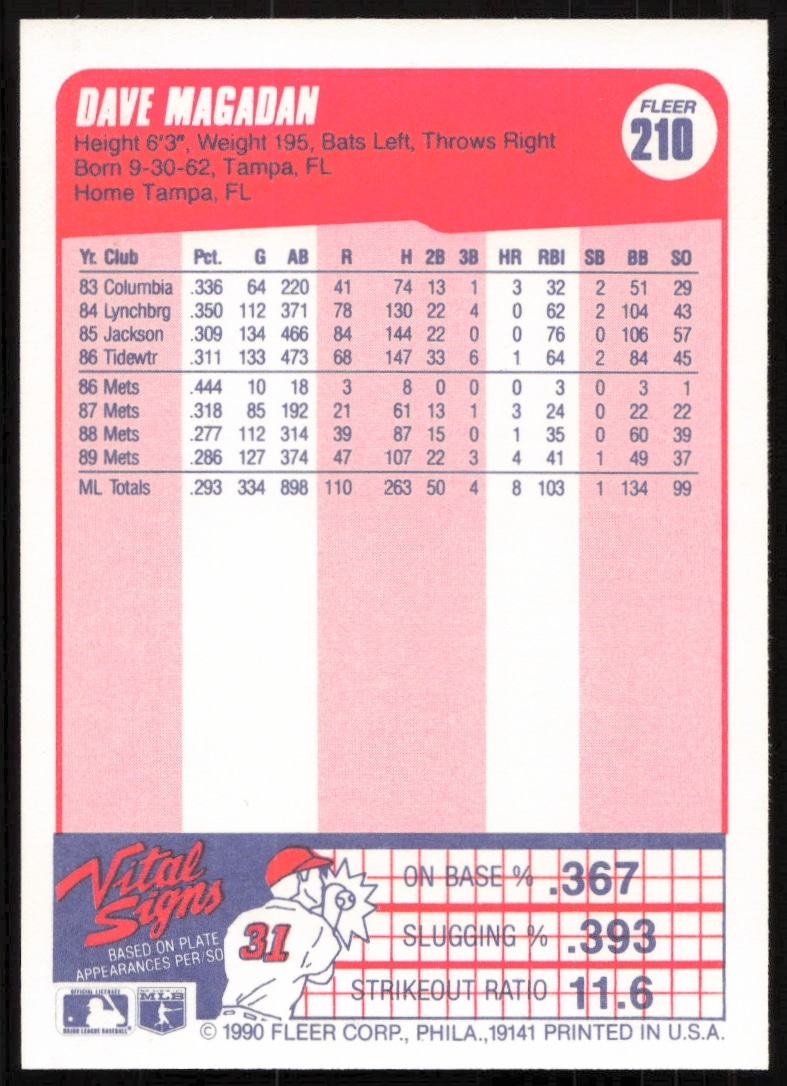 DAVE MAGADAN
FLEER
210
Height 6'3", Weight 195, Bats Left, Throws Right
Born 9-30-62, Tampa, FL
Home Tampa, FL
Yr. Club Pct. G AB R H 2B 3B HR RBI SB BB SO
83 Columbia .336 64 220 41 74 13 1 3 32 2 51 29
84 Lynchbrg .350 112 371 78 130 22 4 0 62 2 104 43
85 Jackson .309 134 466 84 144 22 0 0 76 0 106 57
86 Tidewtr .311 133 473 68 147 33 6 1 64 2 84 45
86 Mets .444 10 18 3 8 0 0 0 3 0 3 1
87 Mets .318 85 192 21 61 13 1 3 24 0 22 22
88 Mets .277 112 314 39 87 15 0 1 35 0 60 39
89 Mets .286 127 374 47 107 22 3 4 41 1 49 37
ML Totals .293 334 898 110 263 50 4 8 103 1 134 99
Vital
Signs
BASED ON PLATE
APPEARANCES PER/SO
31
ON BASE % .367
SLUGGING % .393
STRIKEOUT RATIO 11.6
OFFICIAL LICENSEE
MAJOR LEAGUE BASEBALL
MLB
© 1990 FLEER CORP., PHILA.,19141 PRINTED IN U.S.A.